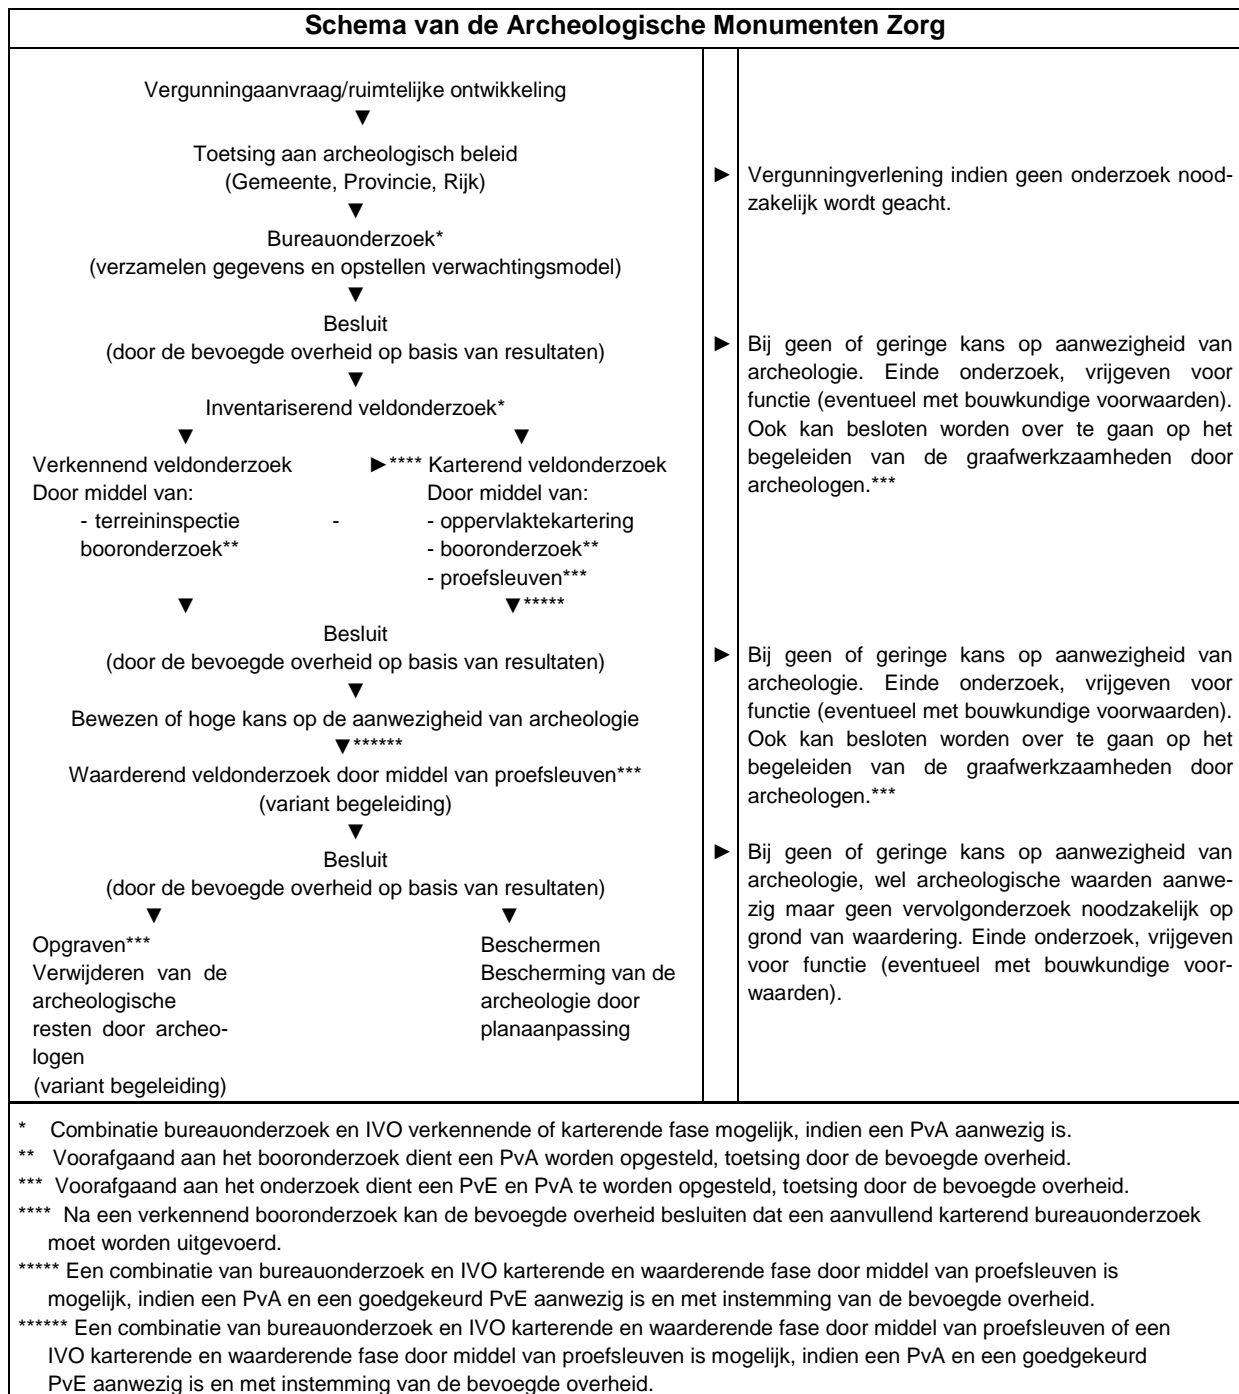 Schema van de Archeologische Monumenten Zorg
Vergunningaanvraag/ruimtelijke ontwikkeling
▼
Toetsing aan archeologisch beleid
(Gemeente, Provincie, Rijk)
▼
Bureauonderzoek*
(verzamelen gegevens en opstellen verwachtingsmodel)
▼
Besluit
(door de bevoegde overheid op basis van resultaten)
▼
Inventariserend veldonderzoek*
▼ ▼
Verkennend veldonderzoek ►**** Karterend veldonderzoek
Door middel van: Door middel van:
- terreininspectie - - oppervlaktekartering
booronderzoek** - booronderzoek**
- proefsleuven***
▼ ▼*****
Besluit
(door de bevoegde overheid op basis van resultaten)
▼
Bewezen of hoge kans op de aanwezigheid van archeologie
▼******
Waarderend veldonderzoek door middel van proefsleuven***
(variant begeleiding)
▼
Besluit
(door de bevoegde overheid op basis van resultaten)
▼ ▼
Opgraven*** Beschermen
Verwijderen van de Bescherming van de
archeologische archeologie door
resten door archeo- planaanpassing
logen
(variant begeleiding)
► Vergunningverlening indien geen onderzoek nood-
zakelijk wordt geacht.
► Bij geen of geringe kans op aanwezigheid van
archeologie. Einde onderzoek, vrijgeven voor
functie (eventueel met bouwkundige voorwaarden).
Ook kan besloten worden over te gaan op het
begeleiden van de graafwerkzaamheden door
archeologen.***
► Bij geen of geringe kans op aanwezigheid van
archeologie. Einde onderzoek, vrijgeven voor
functie (eventueel met bouwkundige voorwaarden).
Ook kan besloten worden over te gaan op het
begeleiden van de graafwerkzaamheden door
archeologen.***
► Bij geen of geringe kans op aanwezigheid van
archeologie, wel archeologische waarden aanwe-
zig maar geen vervolgonderzoek noodzakelijk op
grond van waardering. Einde onderzoek, vrijgeven
voor functie (eventueel met bouwkundige voor-
waarden).
* Combinatie bureauonderzoek en IVO verkennende of karterende fase mogelijk, indien een PvA aanwezig is.
** Voorafgaand aan het booronderzoek dient een PvA worden opgesteld, toetsing door de bevoegde overheid.
*** Voorafgaand aan het onderzoek dient een PvE en PvA te worden opgesteld, toetsing door de bevoegde overheid.
**** Na een verkennend booronderzoek kan de bevoegde overheid besluiten dat een aanvullend karterend bureauonderzoek
moet worden uitgevoerd.
***** Een combinatie van bureauonderzoek en IVO karterende en waarderende fase door middel van proefsleuven is
mogelijk, indien een PvA en een goedgekeurd PvE aanwezig is en met instemming van de bevoegde overheid.
****** Een combinatie van bureauonderzoek en IVO karterende en waarderende fase door middel van proefsleuven of een
IVO karterende en waarderende fase door middel van proefsleuven is mogelijk, indien een PvA en een goedgekeurd
PvE aanwezig is en met instemming van de bevoegde overheid.